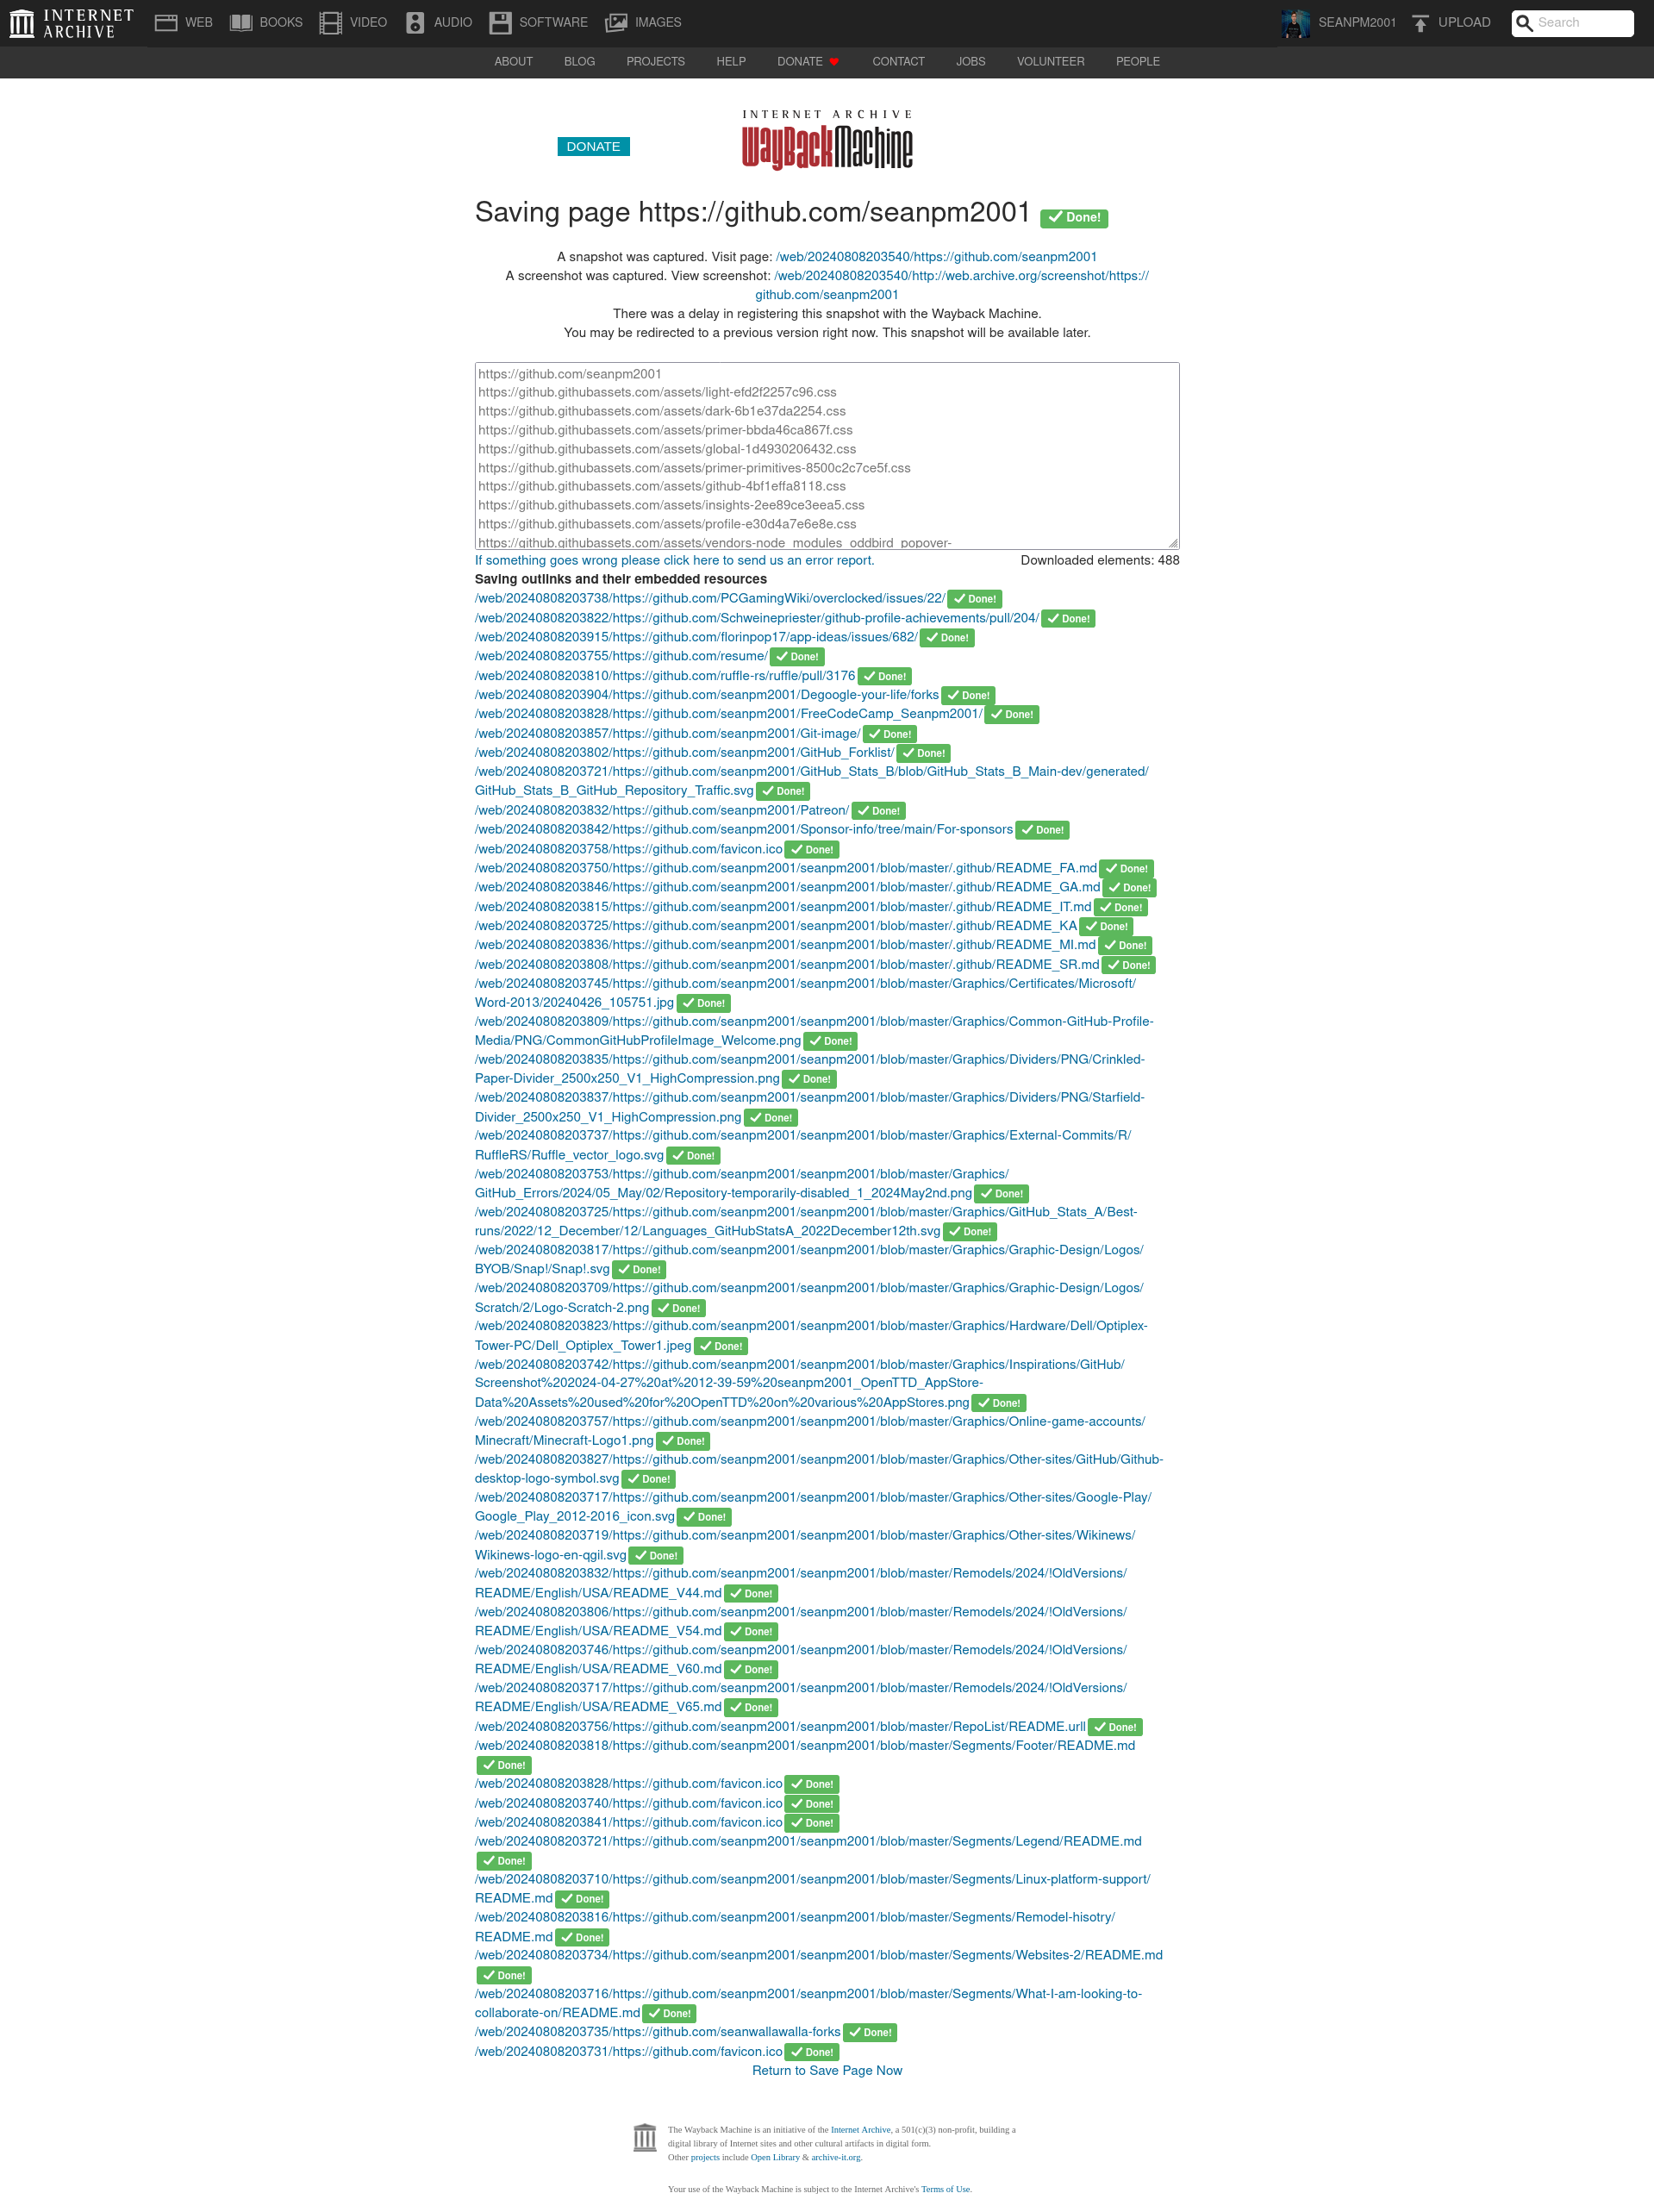 INTERNET ARCHIVE
WEB BOOKS VIDEO AUDIO SOFTWARE IMAGES SEANPM2001 UPLOAD Search
ABOUT BLOG PROJECTS HELP DONATE CONTACT JOBS VOLUNTEER PEOPLE
DONATE
INTERNET ARCHIVE
WayBackMachine
Saving page https://github.com/seanpm2001 Done!
A snapshot was captured. Visit page: /web/20240808203540/https://github.com/seanpm2001
A screenshot was captured. View screenshot: /web/20240808203540/http://web.archive.org/screenshot/https://
github.com/seanpm2001
There was a delay in registering this snapshot with the Wayback Machine.
You may be redirected to a previous version right now. This snapshot will be available later.
https://github.com/seanpm2001
https://github.githubassets.com/assets/light-efd2f2257c96.css
https://github.githubassets.com/assets/dark-6b1e37da2254.css
https://github.githubassets.com/assets/primer-bbda46ca867f.css
https://github.githubassets.com/assets/global-1d4930206432.css
https://github.githubassets.com/assets/primer-primitives-8500c2c7ce5f.css
https://github.githubassets.com/assets/github-4bf1effa8118.css
https://github.githubassets.com/assets/insights-2ee89ce3eea5.css
https://github.githubassets.com/assets/profile-e30d4a7e6e8e.css
https://github.githubassets.com/assets/vendors-node_modules_oddbird_popover-
If something goes wrong please click here to send us an error report. Downloaded elements: 488
Saving outlinks and their embedded resources
/web/20240808203738/https://github.com/PCGamingWiki/overclocked/issues/22/ Done!
/web/20240808203822/https://github.com/Schweinepriester/github-profile-achievements/pull/204/ Done!
/web/20240808203915/https://github.com/florinpop17/app-ideas/issues/682/ Done!
/web/20240808203755/https://github.com/resume/ Done!
/web/20240808203810/https://github.com/ruffle-rs/ruffle/pull/3176 Done!
/web/20240808203904/https://github.com/seanpm2001/Degoogle-your-life/forks Done!
/web/20240808203828/https://github.com/seanpm2001/FreeCodeCamp_Seanpm2001/ Done!
/web/20240808203857/https://github.com/seanpm2001/Git-image/ Done!
/web/20240808203802/https://github.com/seanpm2001/GitHub_Forklist/ Done!
/web/20240808203721/https://github.com/seanpm2001/GitHub_Stats_B/blob/GitHub_Stats_B_Main-dev/generated/
GitHub_Stats_B_GitHub_Repository_Traffic.svg Done!
/web/20240808203832/https://github.com/seanpm2001/Patreon/ Done!
/web/20240808203842/https://github.com/seanpm2001/Sponsor-info/tree/main/For-sponsors Done!
/web/20240808203758/https://github.com/favicon.ico Done!
/web/20240808203750/https://github.com/seanpm2001/seanpm2001/blob/master/.github/README_FA.md Done!
/web/20240808203846/https://github.com/seanpm2001/seanpm2001/blob/master/.github/README_GA.md Done!
/web/20240808203815/https://github.com/seanpm2001/seanpm2001/blob/master/.github/README_IT.md Done!
/web/20240808203725/https://github.com/seanpm2001/seanpm2001/blob/master/.github/README_KA Done!
/web/20240808203836/https://github.com/seanpm2001/seanpm2001/blob/master/.github/README_MI.md Done!
/web/20240808203808/https://github.com/seanpm2001/seanpm2001/blob/master/.github/README_SR.md Done!
/web/20240808203745/https://github.com/seanpm2001/seanpm2001/blob/master/Graphics/Certificates/Microsoft/
Word-2013/20240426_105751.jpg Done!
/web/20240808203809/https://github.com/seanpm2001/seanpm2001/blob/master/Graphics/Common-GitHub-Profile-
Media/PNG/CommonGitHubProfileImage_Welcome.png Done!
/web/20240808203835/https://github.com/seanpm2001/seanpm2001/blob/master/Graphics/Dividers/PNG/Crinkled-
Paper-Divider_2500x250_V1_HighCompression.png Done!
/web/20240808203837/https://github.com/seanpm2001/seanpm2001/blob/master/Graphics/Dividers/PNG/Starfield-
Divider_2500x250_V1_HighCompression.png Done!
/web/20240808203737/https://github.com/seanpm2001/seanpm2001/blob/master/Graphics/External-Commits/R/
RuffleRS/Ruffle_vector_logo.svg Done!
/web/20240808203753/https://github.com/seanpm2001/seanpm2001/blob/master/Graphics/
GitHub_Errors/2024/05_May/02/Repository-temporarily-disabled_1_2024May2nd.png Done!
/web/20240808203725/https://github.com/seanpm2001/seanpm2001/blob/master/Graphics/GitHub_Stats_A/Best-
runs/2022/12_December/12/Languages_GitHubStatsA_2022December12th.svg Done!
/web/20240808203817/https://github.com/seanpm2001/seanpm2001/blob/master/Graphics/Graphic-Design/Logos/
BYOB/Snap!/Snap!.svg Done!
/web/20240808203709/https://github.com/seanpm2001/seanpm2001/blob/master/Graphics/Graphic-Design/Logos/
Scratch/2/Logo-Scratch-2.png Done!
/web/20240808203823/https://github.com/seanpm2001/seanpm2001/blob/master/Graphics/Hardware/Dell/Optiplex-
Tower-PC/Dell_Optiplex_Tower1.jpeg Done!
/web/20240808203742/https://github.com/seanpm2001/seanpm2001/blob/master/Graphics/Inspirations/GitHub/
Screenshot%202024-04-27%20at%2012-39-59%20seanpm2001_OpenTTD_AppStore-
Data%20Assets%20used%20for%20OpenTTD%20on%20various%20AppStores.png Done!
/web/20240808203757/https://github.com/seanpm2001/seanpm2001/blob/master/Graphics/Online-game-accounts/
Minecraft/Minecraft-Logo1.png Done!
/web/20240808203827/https://github.com/seanpm2001/seanpm2001/blob/master/Graphics/Other-sites/GitHub/Github-
desktop-logo-symbol.svg Done!
/web/20240808203717/https://github.com/seanpm2001/seanpm2001/blob/master/Graphics/Other-sites/Google-Play/
Google_Play_2012-2016_icon.svg Done!
/web/20240808203719/https://github.com/seanpm2001/seanpm2001/blob/master/Graphics/Other-sites/Wikinews/
Wikinews-logo-en-qgil.svg Done!
/web/20240808203832/https://github.com/seanpm2001/seanpm2001/blob/master/Remodels/2024/!OldVersions/
README/English/USA/README_V44.md Done!
/web/20240808203806/https://github.com/seanpm2001/seanpm2001/blob/master/Remodels/2024/!OldVersions/
README/English/USA/README_V54.md Done!
/web/20240808203746/https://github.com/seanpm2001/seanpm2001/blob/master/Remodels/2024/!OldVersions/
README/English/USA/README_V60.md Done!
/web/20240808203717/https://github.com/seanpm2001/seanpm2001/blob/master/Remodels/2024/!OldVersions/
README/English/USA/README_V65.md Done!
/web/20240808203756/https://github.com/seanpm2001/seanpm2001/blob/master/RepoList/README.urll Done!
/web/20240808203818/https://github.com/seanpm2001/seanpm2001/blob/master/Segments/Footer/README.md
Done!
/web/20240808203828/https://github.com/favicon.ico Done!
/web/20240808203740/https://github.com/favicon.ico Done!
/web/20240808203841/https://github.com/favicon.ico Done!
/web/20240808203721/https://github.com/seanpm2001/seanpm2001/blob/master/Segments/Legend/README.md
Done!
/web/20240808203710/https://github.com/seanpm2001/seanpm2001/blob/master/Segments/Linux-platform-support/
README.md Done!
/web/20240808203816/https://github.com/seanpm2001/seanpm2001/blob/master/Segments/Remodel-hisotry/
README.md Done!
/web/20240808203734/https://github.com/seanpm2001/seanpm2001/blob/master/Segments/Websites-2/README.md
Done!
/web/20240808203716/https://github.com/seanpm2001/seanpm2001/blob/master/Segments/What-I-am-looking-to-
collaborate-on/README.md Done!
/web/20240808203735/https://github.com/seanwallawalla-forks Done!
/web/20240808203731/https://github.com/favicon.ico Done!
Return to Save Page Now
The Wayback Machine is an initiative of the Internet Archive, a 501(c)(3) non-profit, building a
digital library of Internet sites and other cultural artifacts in digital form.
Other projects include Open Library & archive-it.org.
Your use of the Wayback Machine is subject to the Internet Archive's Terms of Use.